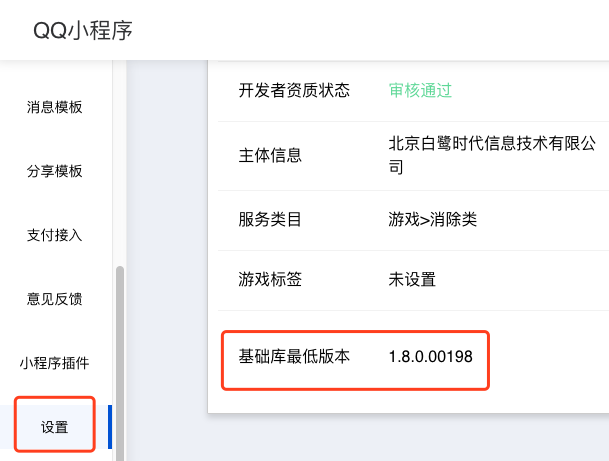 QQ小程序
消息模板
分享模板
支付接入
意见反馈
小程序插件
设置
开发者资质状态 审核通过
主体信息 北京白鹭时代信息技术有限公
司
服务类目 游戏>消除类
游戏标签 未设置
基础库最低版本 1.8.0.00198